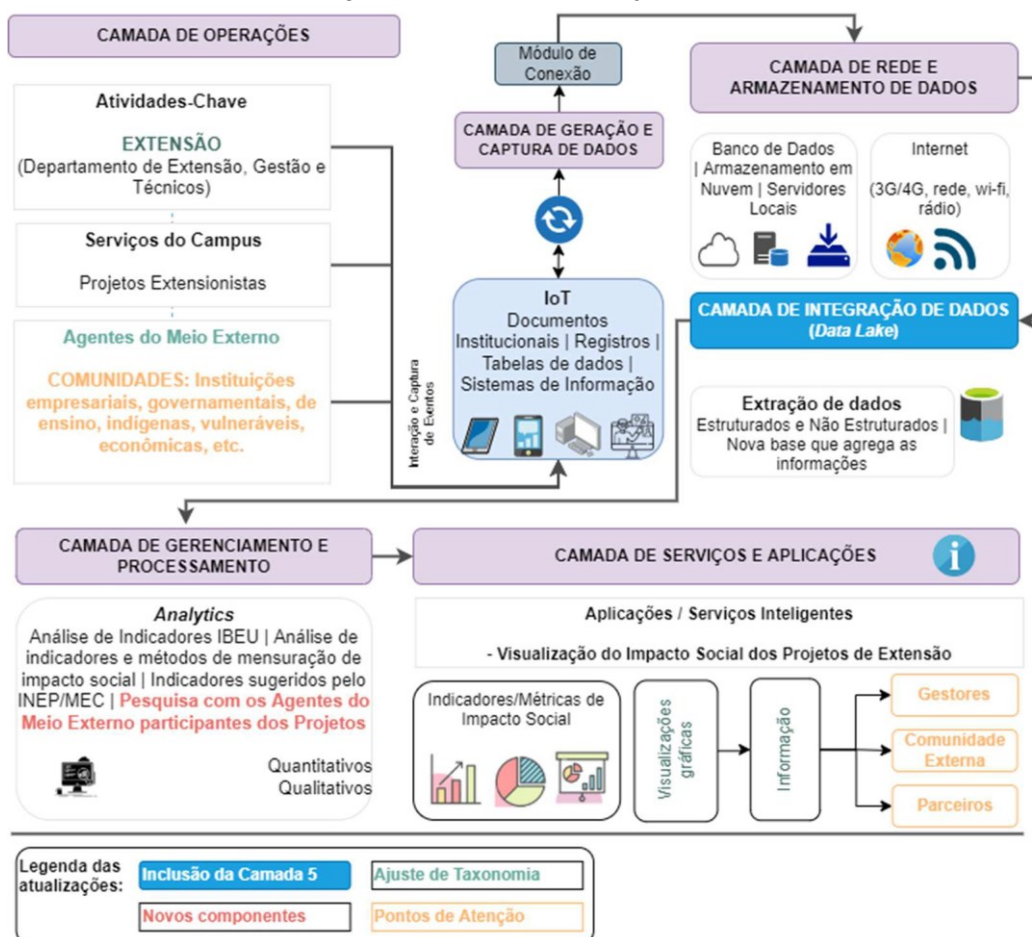 CAMADA DE OPERAÇÕES
Atividades-Chave
EXTENSÃO
(Departamento de Extensão, Gestão e
Técnicos)
Serviços do Campus
Projetos Extensionistas
Agentes do Meio Externo
COMUNIDADES: Instituições
empresariais, governamentais, de
ensino, indígenas, vulneráveis,
econômicas, etc.
Interação e Captura
de Eventos
Módulo de
Conexão
CAMADA DE GERAÇÃO E
CAPTURA DE DADOS
IoT
Documentos
Institucionais | Registros |
Tabelas de dados |
Sistemas de Informação
CAMADA DE REDE E
ARMAZENAMENTO DE DADOS
Banco de Dados
| Armazenamento em
Nuvem | Servidores
Locais
Internet
(3G/4G, rede, wi-fi,
rádio)
CAMADA DE INTEGRAÇÃO DE DADOS
(Data Lake)
Extração de dados
Estruturados e Não Estruturados |
Nova base que agrega as
informações
CAMADA DE GERENCIAMENTO E
PROCESSAMENTO
Analytics
Análise de Indicadores IBEU | Análise de
indicadores e métodos de mensuração de
impacto social | Indicadores sugeridos pelo
INEP/MEC | Pesquisa com os Agentes do
Meio Externo participantes dos Projetos
Quantitativos
Qualitativos
CAMADA DE SERVIÇOS E APLICAÇÕES
i
Aplicações / Serviços Inteligentes
- Visualização do Impacto Social dos Projetos de Extensão
Indicadores/Métricas de
Impacto Social
Visualizações
gráficas
Informação
Gestores
Comunidade
Externa
Parceiros
Legenda das
atualizações:
Inclusão da Camada 5
Ajuste de Taxonomia
Novos componentes
Pontos de Atenção